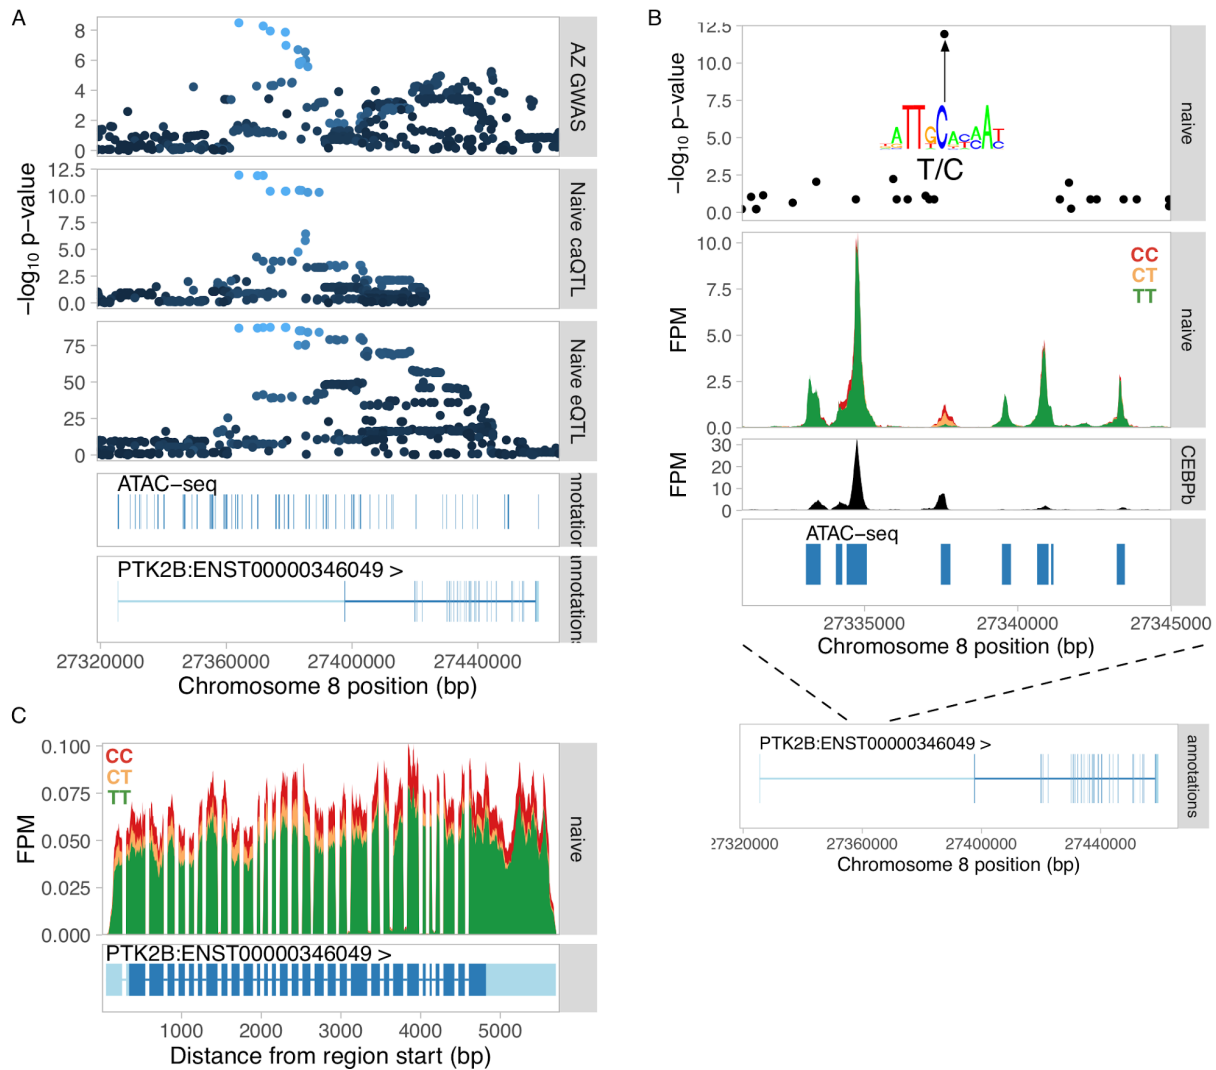 A
8
6
4
2
0
AZ GWAS
12.5
10.0
7.5
5.0
2.5
0.0
Naive caQTL
−log10 p−value
75
50
25
0
Naive eQTL
ATAC−seq
PTK2B:ENST00000346049 >
27320000 27360000 27400000 27440000
Chromosome 8 position (bp)
B
12.5
10.0
7.5
5.0
2.5
0.0
−log10 p−value
T/C
naive
10.0
7.5
5.0
2.5
0.0
FPM
CC
CT
TT
naive
30
20
10
0
FPM
CEBPb
ATAC−seq
27335000 27340000 27345000
Chromosome 8 position (bp)
PTK2B:ENST00000346049 >
annotations
27320000 27360000 27400000 27440000
Chromosome 8 position (bp)
C
0.100
0.075
0.050
0.025
0.000
FPM
CC
CT
TT
naive
PTK2B:ENST00000346049 >
1000 2000 3000 4000 5000
Distance from region start (bp)